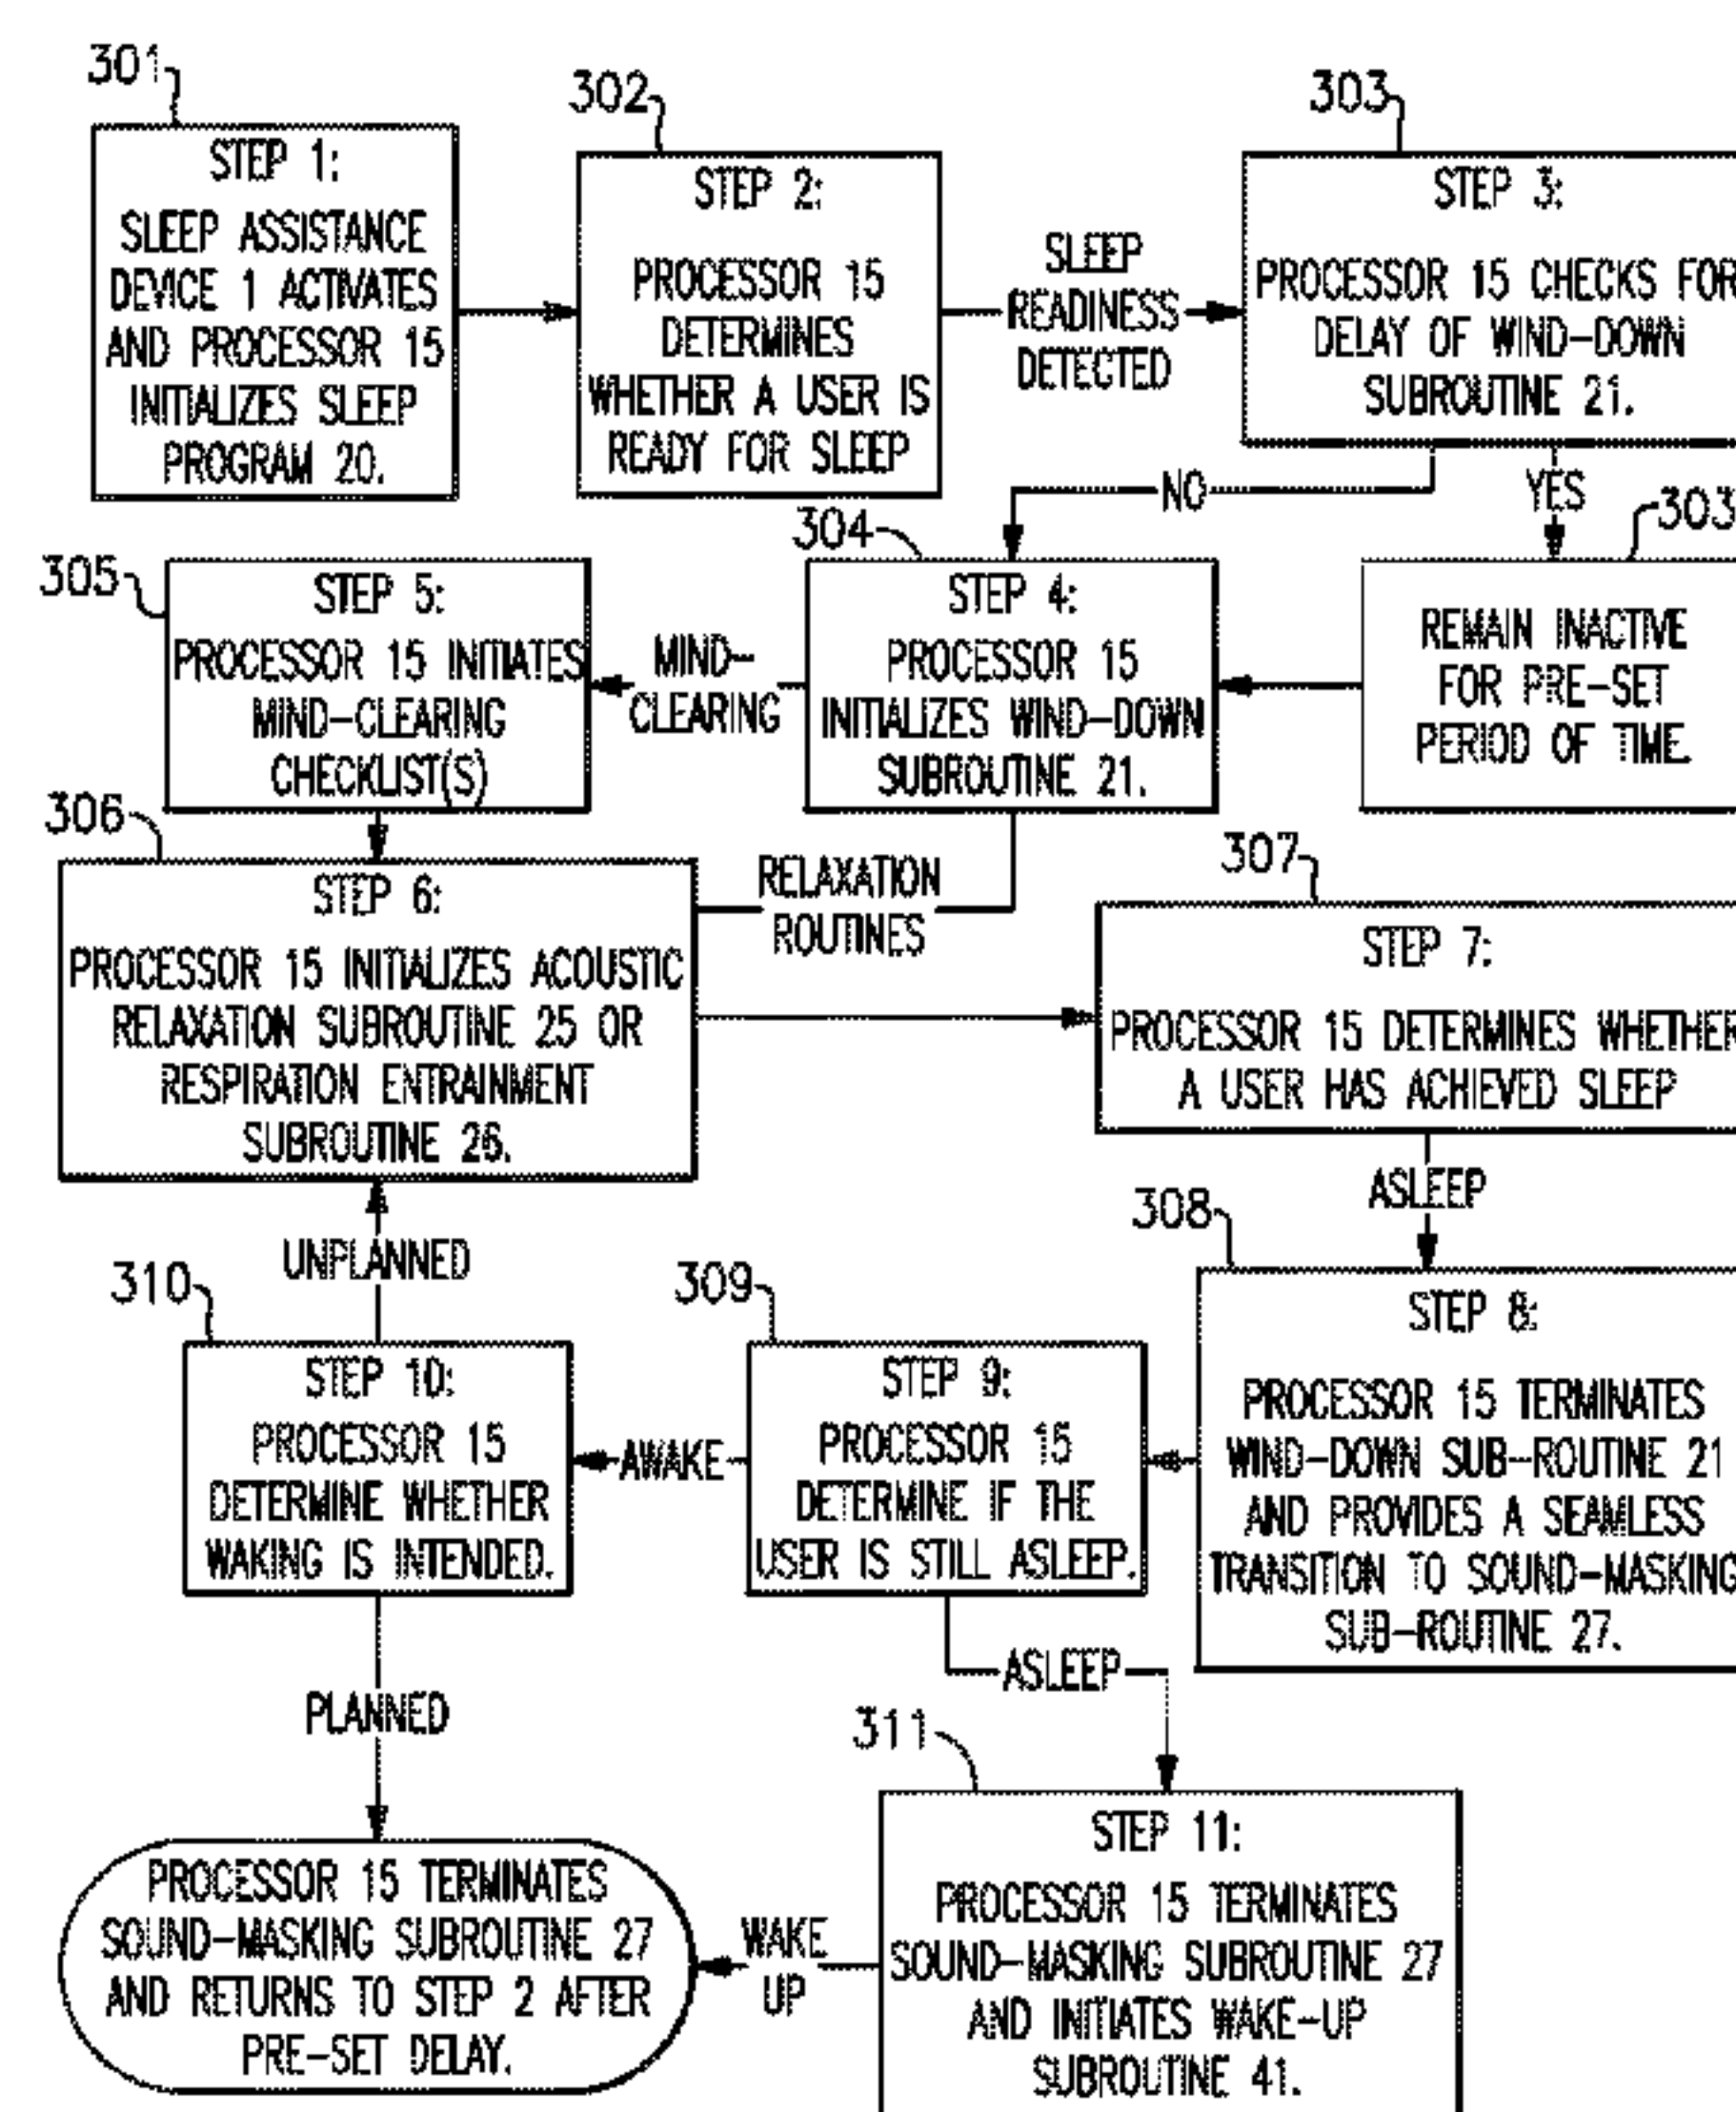 301
STEP 1:
SLEEP ASSISTANCE
DEVICE 1 ACTIVATES
AND PROCESSOR 15
INITIALIZES SLEEP
PROGRAM 20.
302
STEP 2:
PROCESSOR 15
DETERMINES
WHETHER A USER IS
READY FOR SLEEP
SLEEP
READINESS
DETECTED
303
STEP 3:
PROCESSOR 15 CHECKS FOR
DELAY OF WIND-DOWN
SUBROUTINE 21.
NO
YES
303
REMAIN INACTIVE
FOR PRE-SET
PERIOD OF TIME.
304
STEP 4:
PROCESSOR 15
INITIALIZES WIND-DOWN
SUBROUTINE 21.
MIND-
CLEARING
305
STEP 5:
PROCESSOR 15 INITIATES
MIND-CLEARING
CHECKLIST(S)
306
STEP 6:
PROCESSOR 15 INITIALIZES ACOUSTIC
RELAXATION SUBROUTINE 25 OR
RESPIRATION ENTRAINMENT
SUBROUTINE 26.
RELAXATION
ROUTINES
307
STEP 7:
PROCESSOR 15 DETERMINES WHETHER
A USER HAS ACHIEVED SLEEP
ASLEEP
308
STEP 8:
PROCESSOR 15 TERMINATES
WIND-DOWN SUB-ROUTINE 21
AND PROVIDES A SEAMLESS
TRANSITION TO SOUND-MASKING
SUB-ROUTINE 27.
309
STEP 9:
PROCESSOR 15
DETERMINE IF THE
USER IS STILL ASLEEP.
AWAKE
310
STEP 10:
PROCESSOR 15
DETERMINE WHETHER
WAKING IS INTENDED.
UNPLANNED
PLANNED
ASLEEP
311
STEP 11:
PROCESSOR 15 TERMINATES
SOUND-MASKING SUBROUTINE 27
AND INITIATES WAKE-UP
SUBROUTINE 41.
WAKE
UP
PROCESSOR 15 TERMINATES
SOUND-MASKING SUBROUTINE 27
AND RETURNS TO STEP 2 AFTER
PRE-SET DELAY.